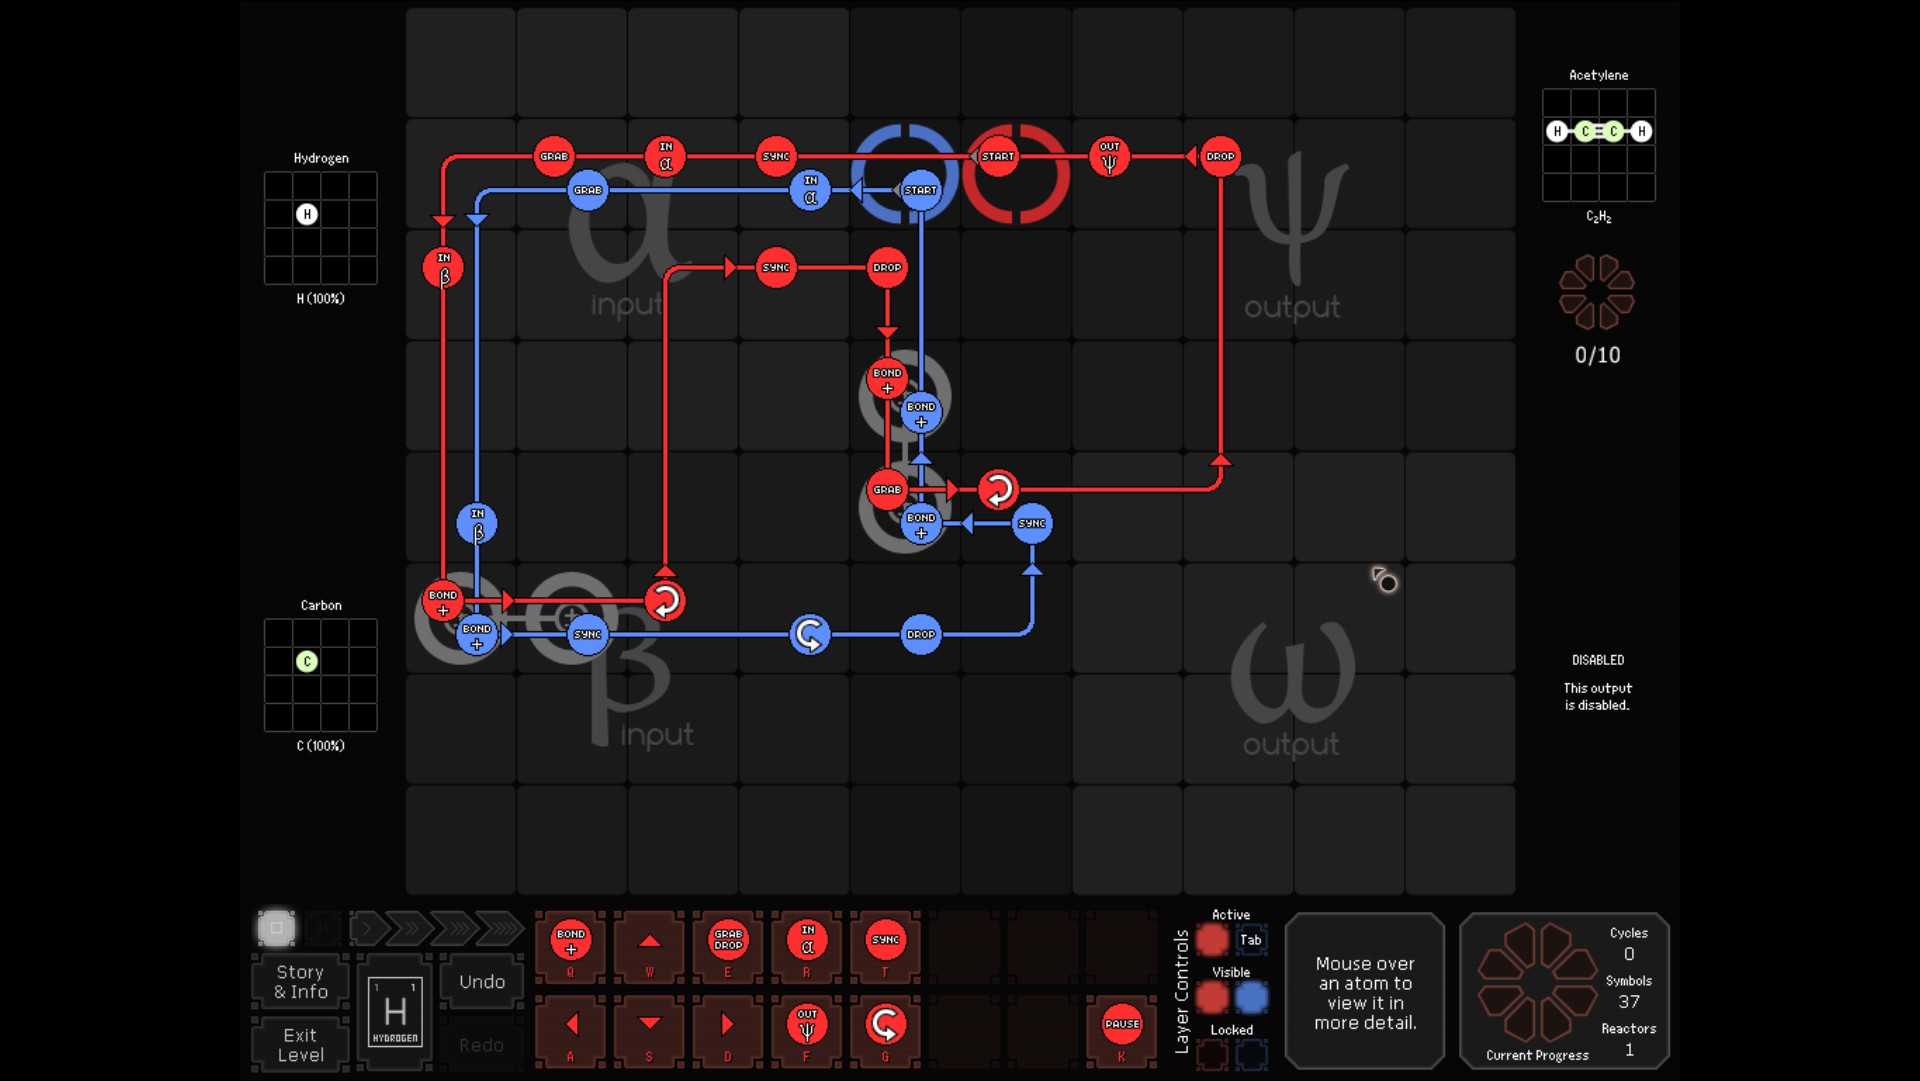 Hydrogen
H
H (100%)
Carbon
C
C (100%)
GRAB
IN
α
SYNC
START
OUT
ψ
DROP
GRAB
IN
α
START
IN
β
SYNC
DROP
α
input
ψ
output
BOND
+
BOND
+
GRAB
BOND
+
SYNC
IN
β
BOND
+
BOND
+
SYNC
DROP
β
input
ω
output
Acetylene
H C C H
C₂H₂
0/10
DISABLED
This output
is disabled.
Story
& Info
Exit
Level
1 1
H
HYDROGEN
Undo
Redo
BOND
+
Q
W
GRAB
DROP
E
IN
α
R
SYNC
T
A
S
D
OUT
ψ
F
G
PAUSE
K
Layer Controls
Active
Tab
Visible
Locked
Mouse over
an atom to
view it in
more detail.
Current Progress
Cycles
0
Symbols
37
Reactors
1